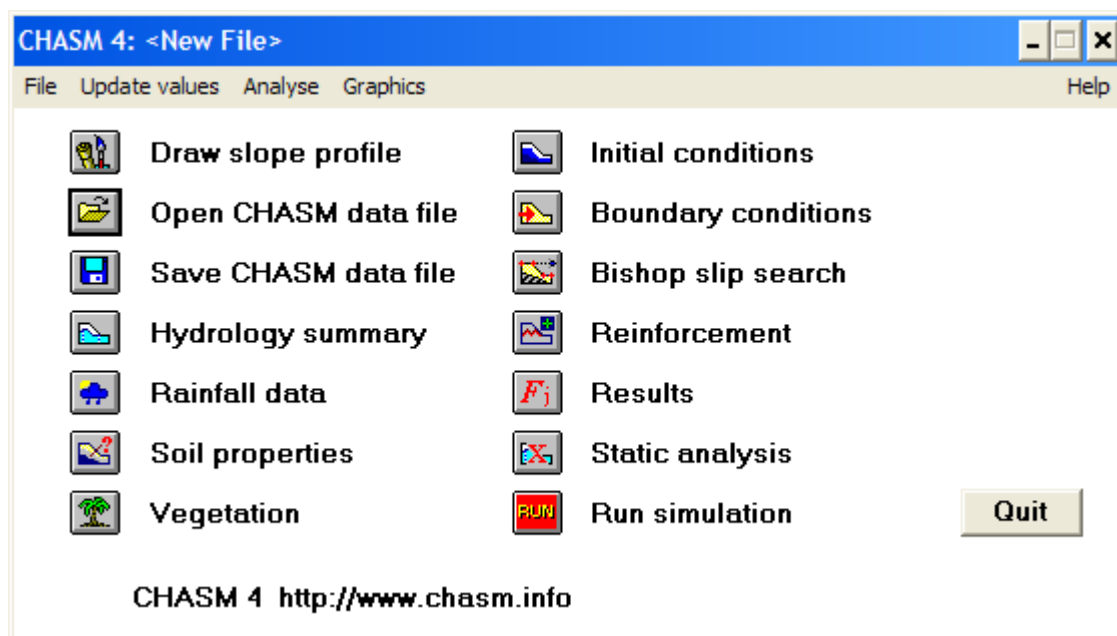 CHASM 4: <New File>
File Update values Analyse Graphics Help
Draw slope profile
Open CHASM data file
Save CHASM data file
Hydrology summary
Rainfall data
Soil properties
Vegetation
Initial conditions
Boundary conditions
Bishop slip search
Reinforcement
Fj Results
Static analysis
RUN Run simulation
Quit
CHASM 4 http://www.chasm.info